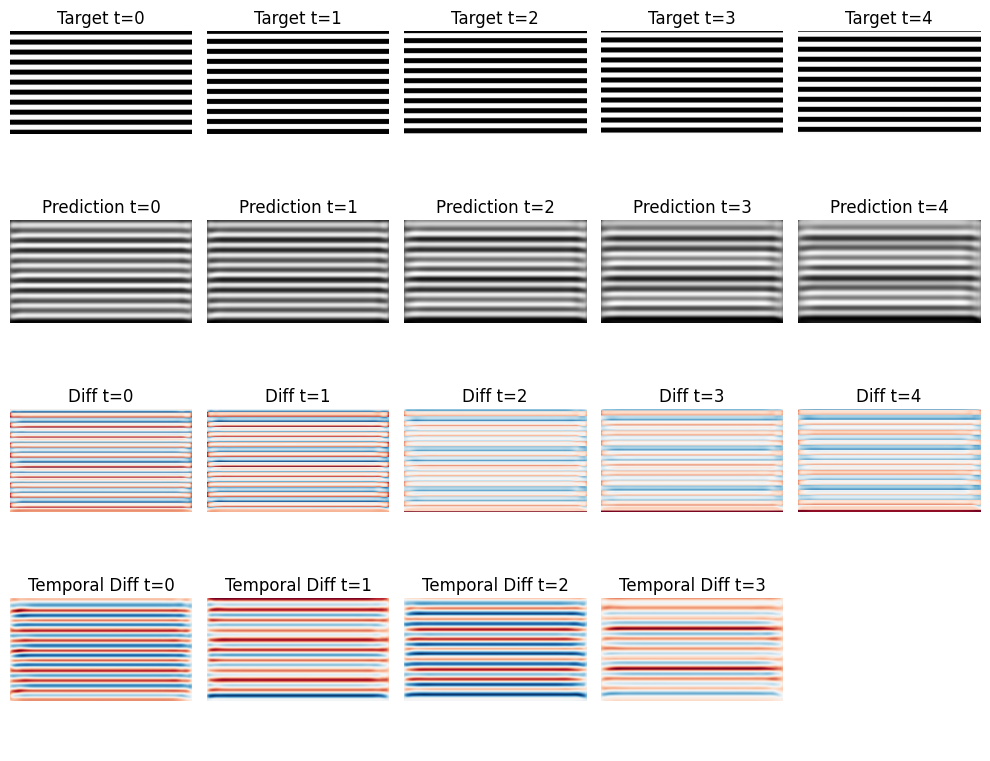 Target t=0 Target t=1 Target t=2 Target t=3 Target t=4
Prediction t=0 Prediction t=1 Prediction t=2 Prediction t=3 Prediction t=4
Diff t=0 Diff t=1 Diff t=2 Diff t=3 Diff t=4
Temporal Diff t=0 Temporal Diff t=1 Temporal Diff t=2 Temporal Diff t=3